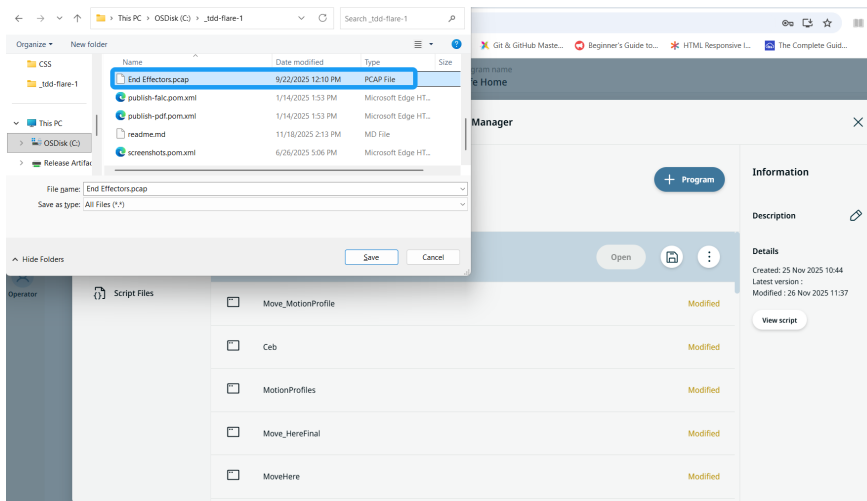 This PC > OSDisk (C:) > _tdd-flare-1
Search _tdd-flare-1
Organize
New folder
Name
Date modified
Type
Size
CSS
_tdd-flare-1
This PC
OSDisk (C:)
Release Artifac
End Effectors.pcap 9/22/2025 12:10 PM PCAP File
publish-falc.pom.xml 1/14/2025 1:53 PM Microsoft Edge HT...
publish-pdf.pom.xml 1/14/2025 1:53 PM Microsoft Edge HT...
readme.md 11/18/2025 2:13 PM MD File
screenshots.pom.xml 6/26/2025 5:06 PM Microsoft Edge HT...
File name: End Effectors.pcap
Save as type: All Files (*.*)
Hide Folders
Save
Cancel
Git & GitHub Maste...
Beginner's Guide to...
HTML Responsive I...
The Complete Guid...
gram name
e Home
Manager
+ Program
Open
Operator
{} Script Files
Move_MotionProfile Modified
Ceb Modified
MotionProfiles Modified
Move_HereFinal Modified
MoveHere Modified
Information
Description
Details
Created: 25 Nov 2025 10:44
Latest version :
Modified : 26 Nov 2025 11:37
View script